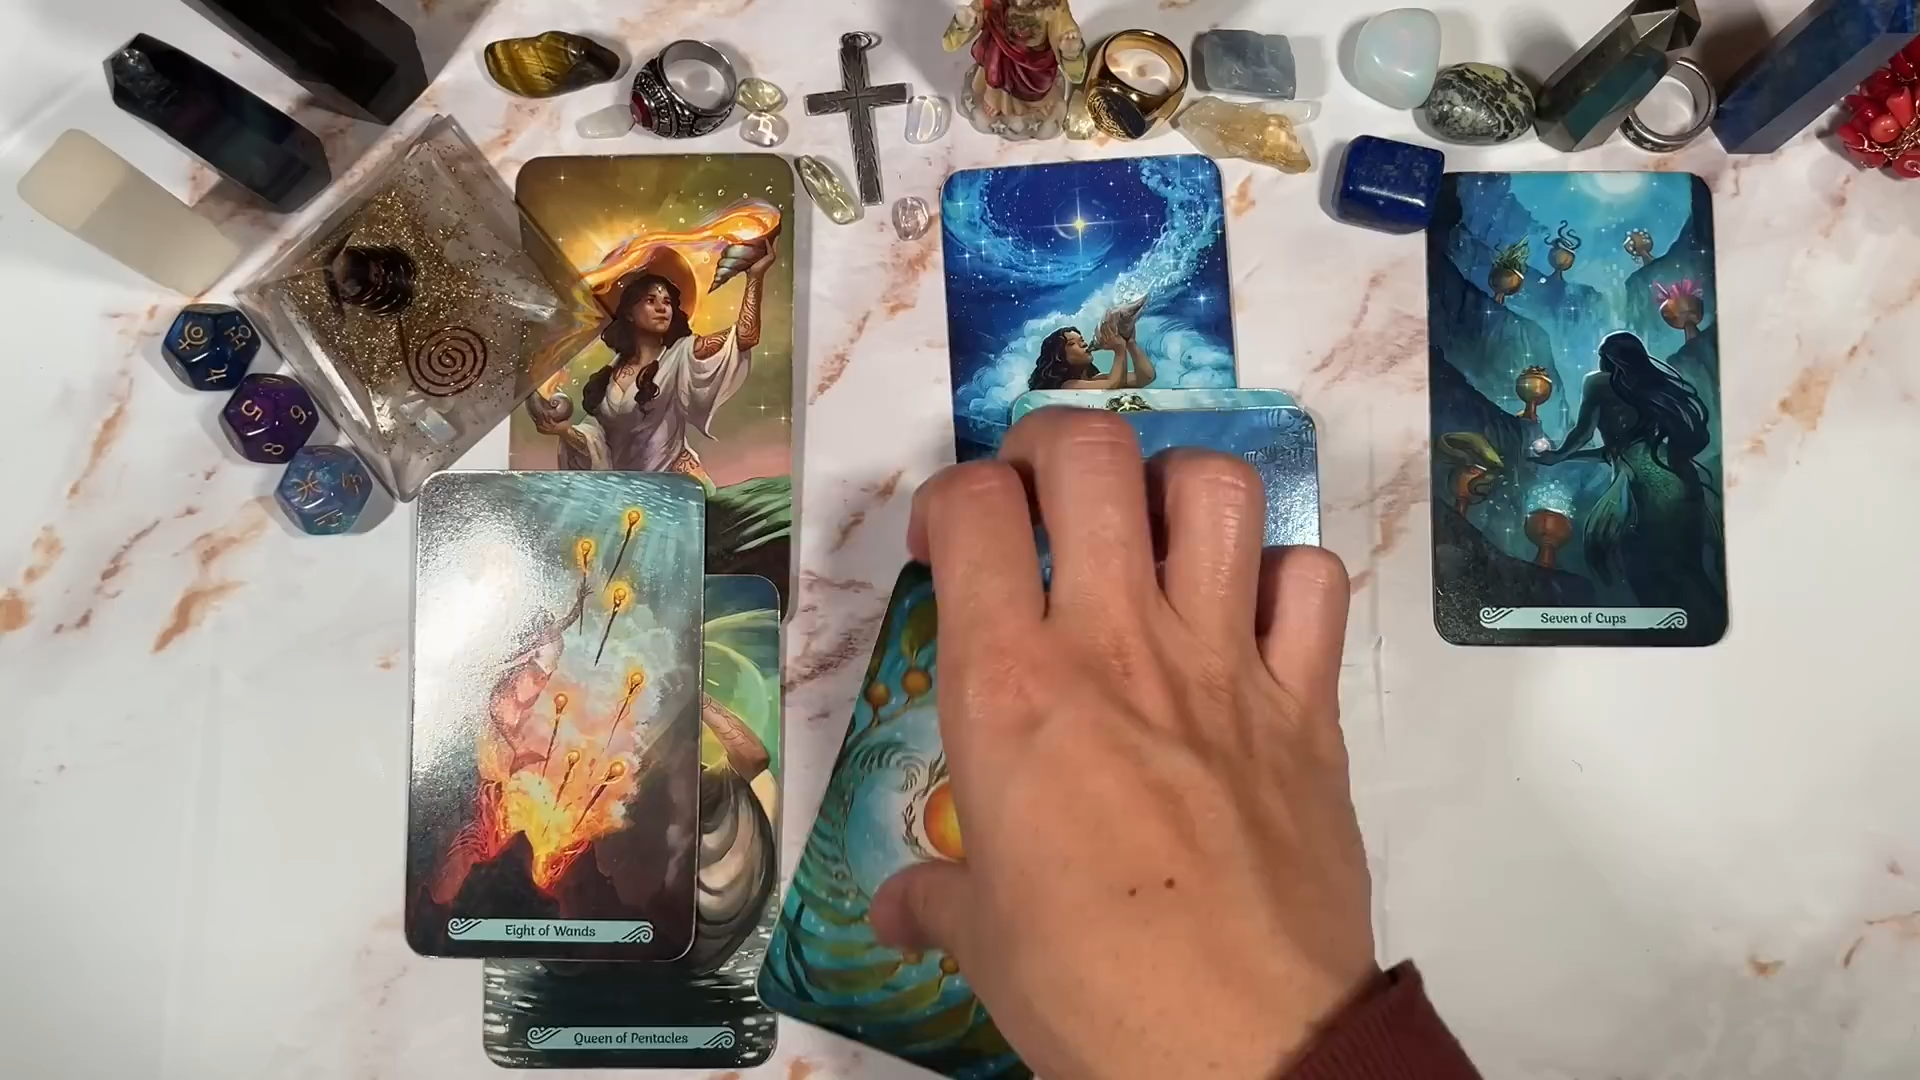 Seven of Cups
Eight of Wands
Queen of Pentacles